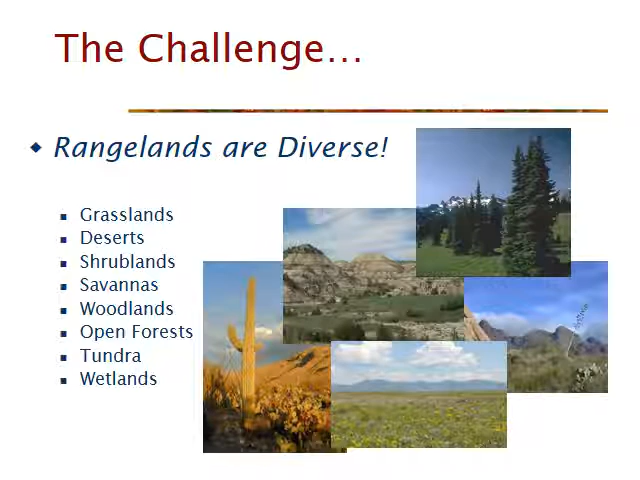 The Challenge…
Rangelands are Diverse!
Grasslands
Deserts
Shrublands
Savannas
Woodlands
Open Forests
Tundra
Wetlands